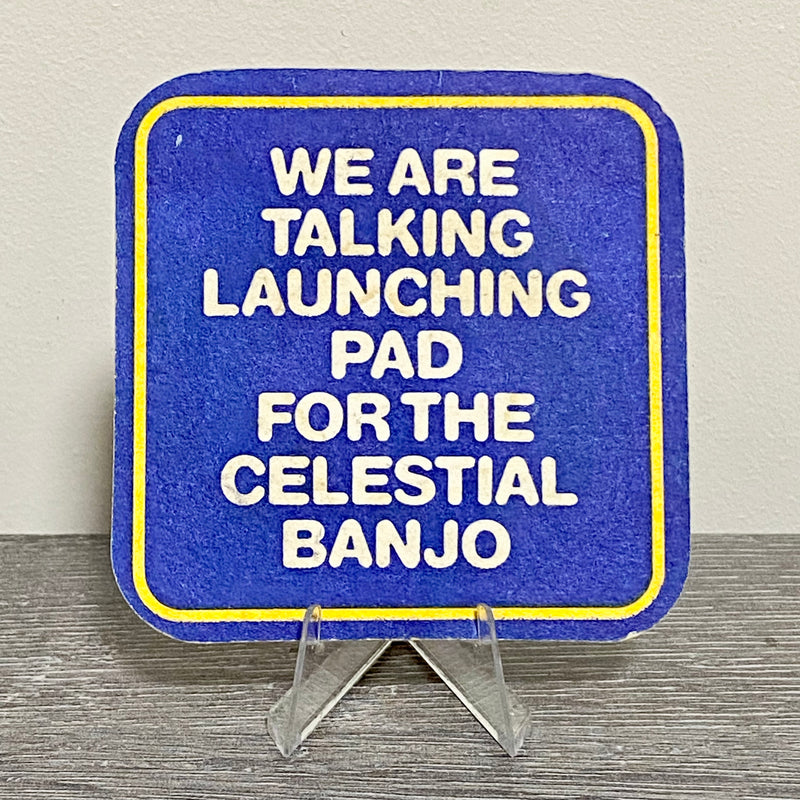 WE ARE
TALKING
LAUNCHING
PAD
FOR THE
CELESTIAL
BANJO